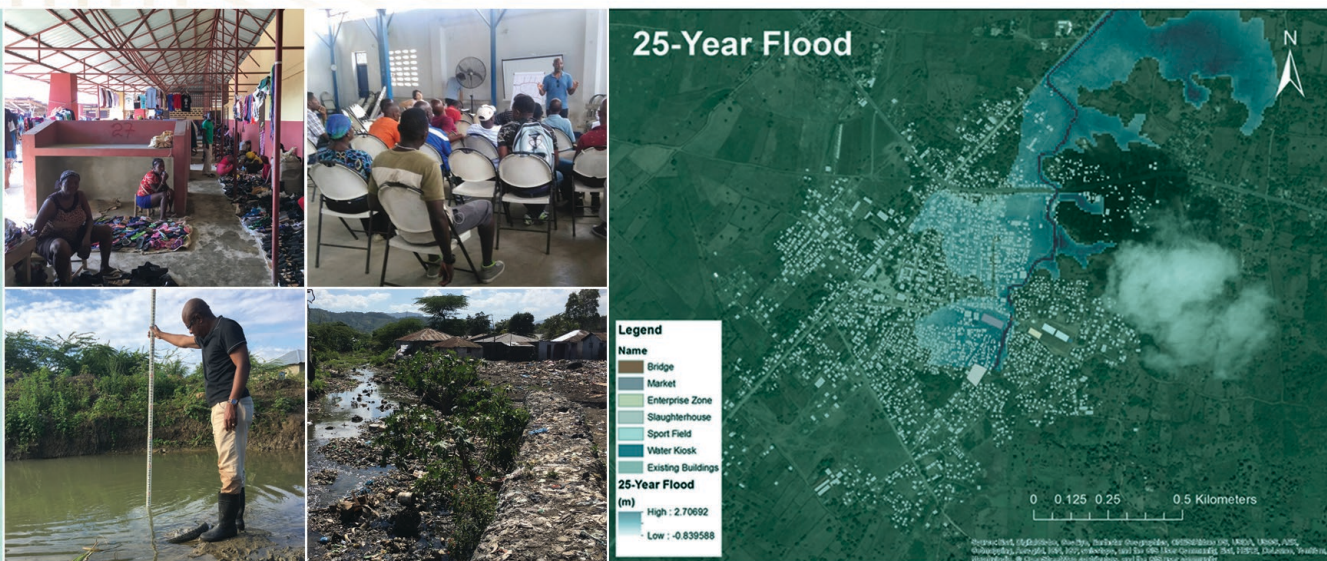 27
25-Year Flood
N
Legend
Name
Bridge
Market
Enterprise Zone
Slaughterhouse
Sport Field
Water Kiosk
Existing Buildings
25-Year Flood
(m)
High : 2.70692
Low : -0.839588
0 0.125 0.25 0.5 Kilometers